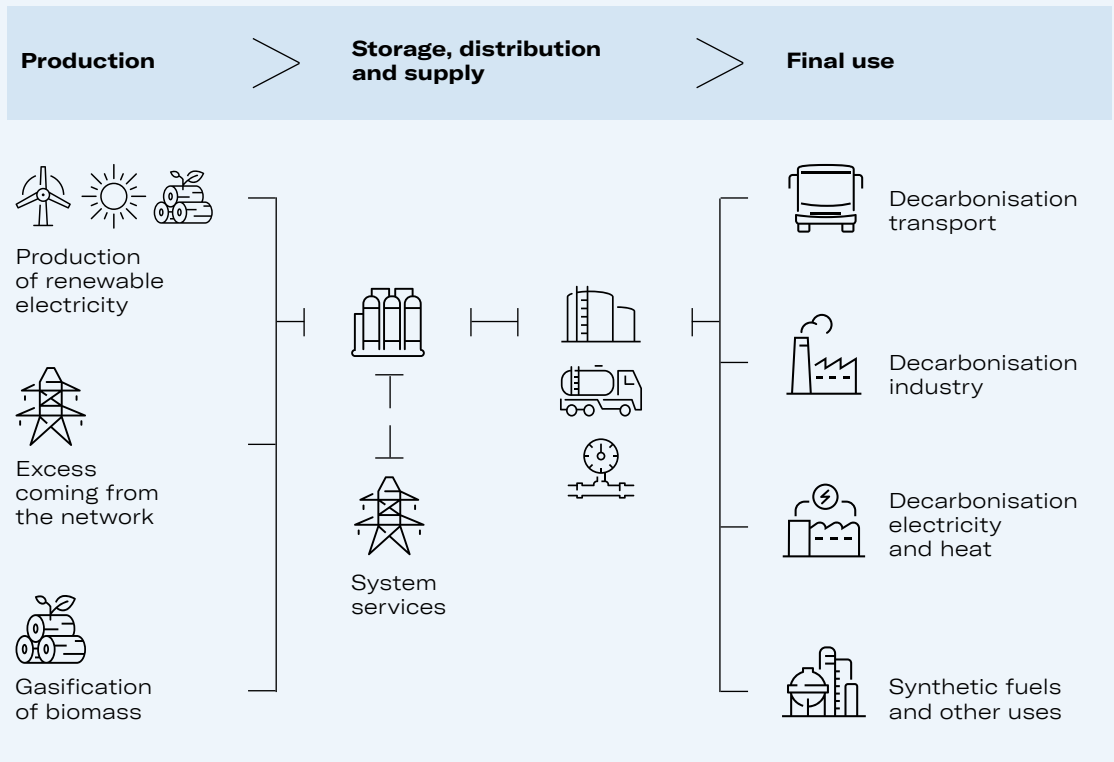 Production
Storage, distribution
and supply
Final use
Production
of renewable
electricity
Excess
coming from
the network
Gasification
of biomass
System
services
Decarbonisation
transport
Decarbonisation
industry
Decarbonisation
electricity
and heat
Synthetic fuels
and other uses